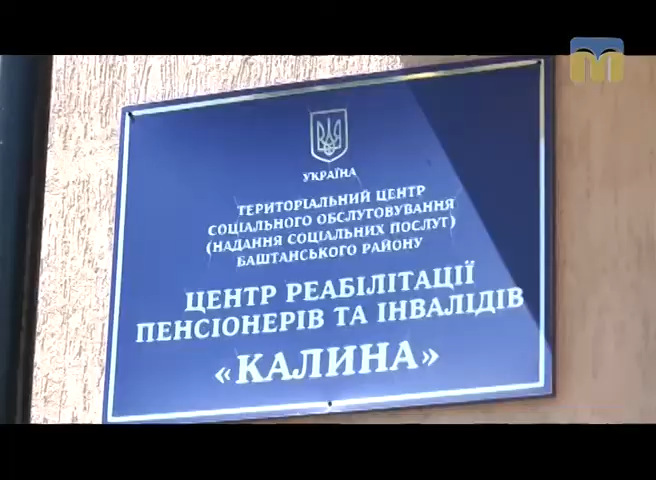 УКРАЇНА
ТЕРИТОРІАЛЬНИЙ ЦЕНТР
СОЦІАЛЬНОГО ОБСЛУГОВУВАННЯ
(НАДАННЯ СОЦІАЛЬНИХ ПОСЛУГ)
БАШТАНСЬКОГО РАЙОНУ
ЦЕНТР РЕАБІЛІТАЦІЇ
ПЕНСІОНЕРІВ ТА ІНВАЛІДІВ
«КАЛИНА»